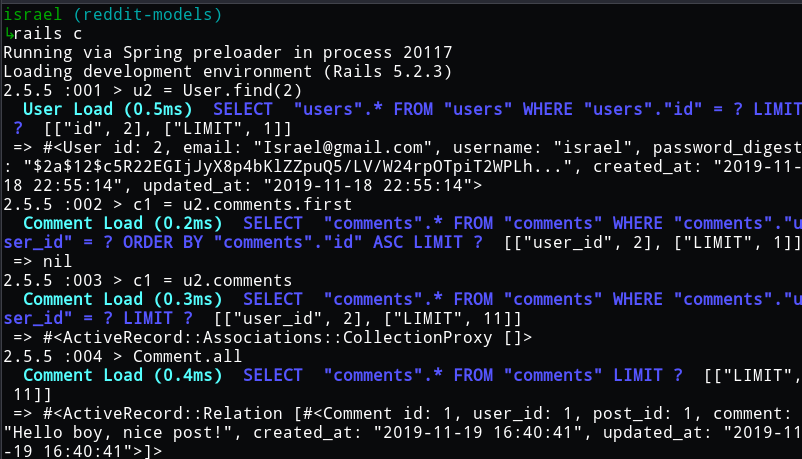 israel (reddit-models)
↳rails c
Running via Spring preloader in process 20117
Loading development environment (Rails 5.2.3)
2.5.5 :001 > u2 = User.find(2)
  User Load (0.5ms)  SELECT  "users".* FROM "users" WHERE "users"."id" = ? LIMIT
 ?  [["id", 2], ["LIMIT", 1]]
 => #<User id: 2, email: "Israel@gmail.com", username: "israel", password_digest
: "$2a$12$c5R22EGIjJyX8p4bKlZZpuQ5/LV/W24rpOTpiT2WPLh...", created_at: "2019-11-
18 22:55:14", updated_at: "2019-11-18 22:55:14">
2.5.5 :002 > c1 = u2.comments.first
  Comment Load (0.2ms)  SELECT  "comments".* FROM "comments" WHERE "comments"."u
ser_id" = ? ORDER BY "comments"."id" ASC LIMIT ?  [["user_id", 2], ["LIMIT", 1]]
 => nil
2.5.5 :003 > c1 = u2.comments
  Comment Load (0.3ms)  SELECT  "comments".* FROM "comments" WHERE "comments"."u
ser_id" = ? LIMIT ?  [["user_id", 2], ["LIMIT", 11]]
 => #<ActiveRecord::Associations::CollectionProxy []>
2.5.5 :004 > Comment.all
  Comment Load (0.4ms)  SELECT  "comments".* FROM "comments" LIMIT ?  [["LIMIT",
 11]]
 => #<ActiveRecord::Relation [#<Comment id: 1, user_id: 1, post_id: 1, comment:
"Hello boy, nice post!", created_at: "2019-11-19 16:40:41", updated_at: "2019-11
-19 16:40:41">]>